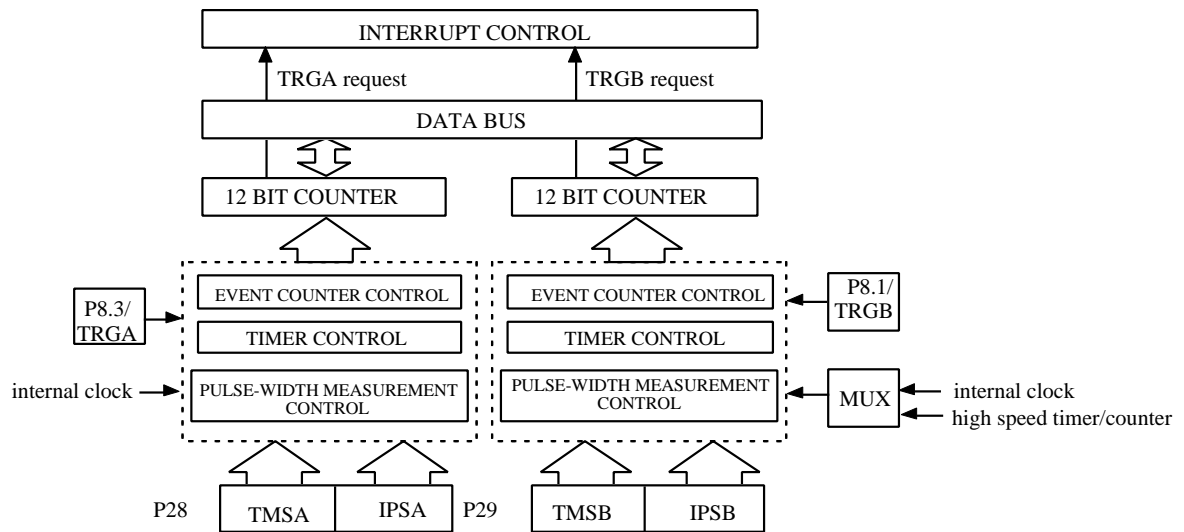 INTERRUPT CONTROL
TRGA request
TRGB request
DATA BUS
12 BIT COUNTER
12 BIT COUNTER
EVENT COUNTER CONTROL
EVENT COUNTER CONTROL
P8.3/
TRGA
P8.1/
TRGB
TIMER CONTROL
TIMER CONTROL
internal clock
PULSE-WIDTH MEASUREMENT
CONTROL
PULSE-WIDTH MEASUREMENT
CONTROL
MUX
internal clock
high speed timer/counter
P28
TMSA
IPSA
P29
TMSB
IPSB